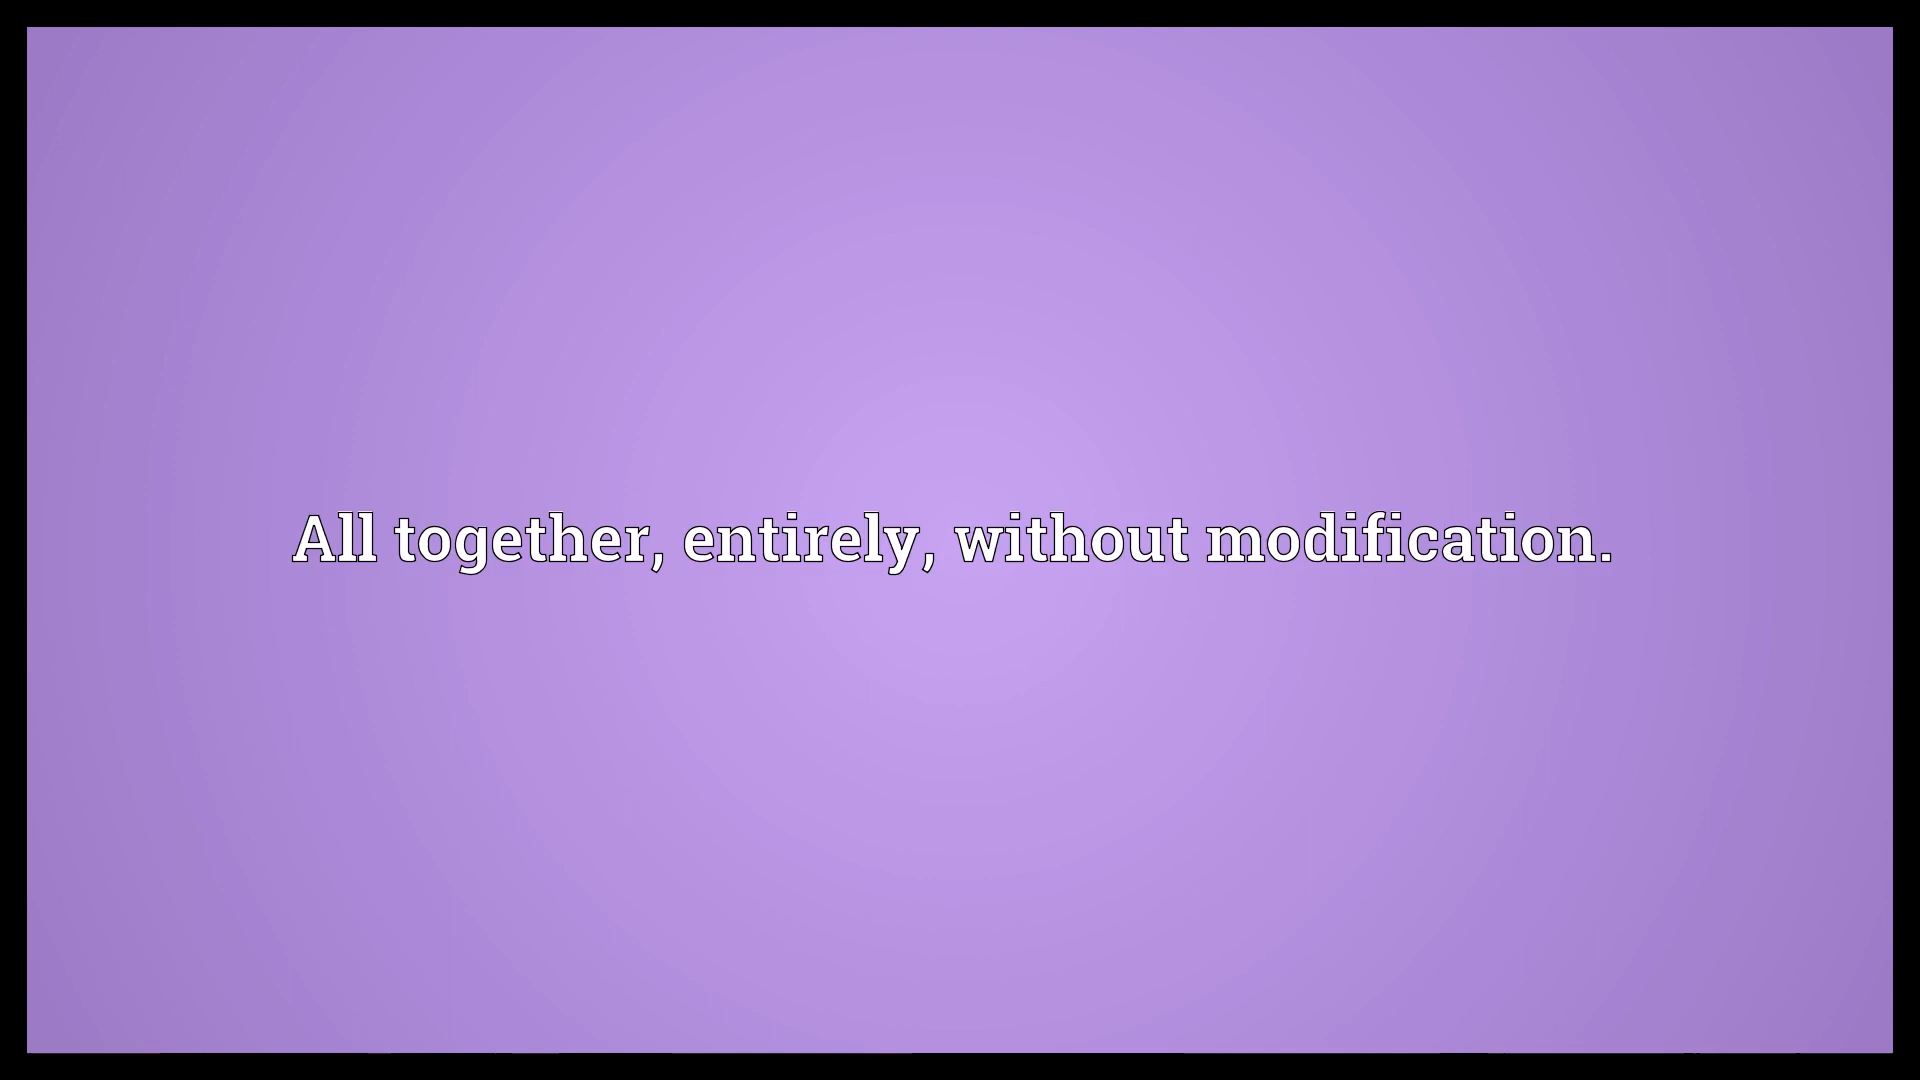 All together, entirely, without modification.